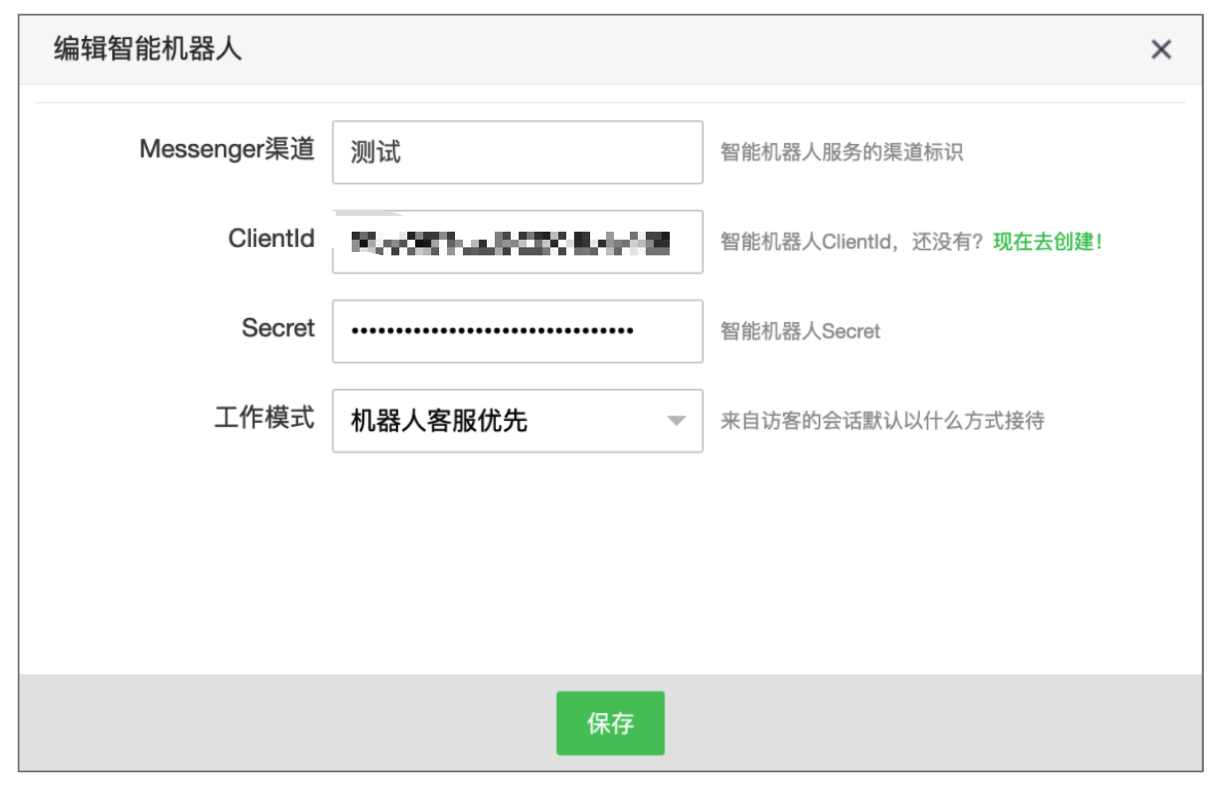 编辑智能机器人
Messenger渠道 测试 智能机器人服务的渠道标识
ClientId 智能机器人ClientId，还没有？现在去创建！
Secret ································ 智能机器人Secret
工作模式 机器人客服优先 来自访客的会话默认以什么方式接待
保存